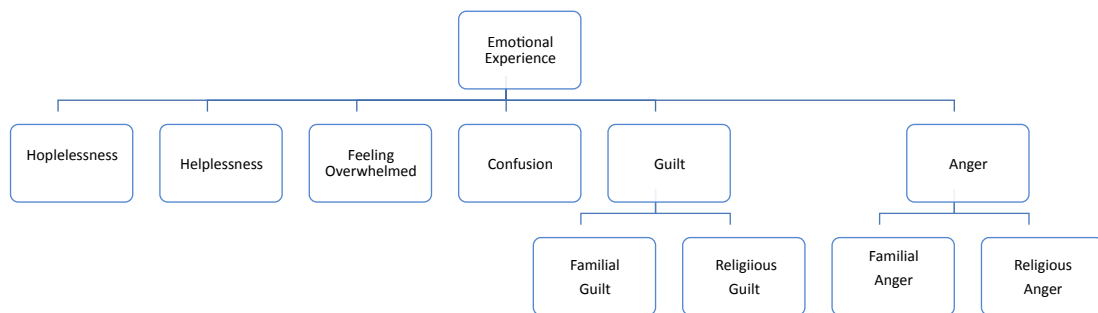 Emotional
Experience
Hoplelessness
Helplessness
Feeling
Overwhelmed
Confusion
Guilt
Anger
Familial
Guilt
Religiious
Guilt
Familial
Anger
Religious
Anger